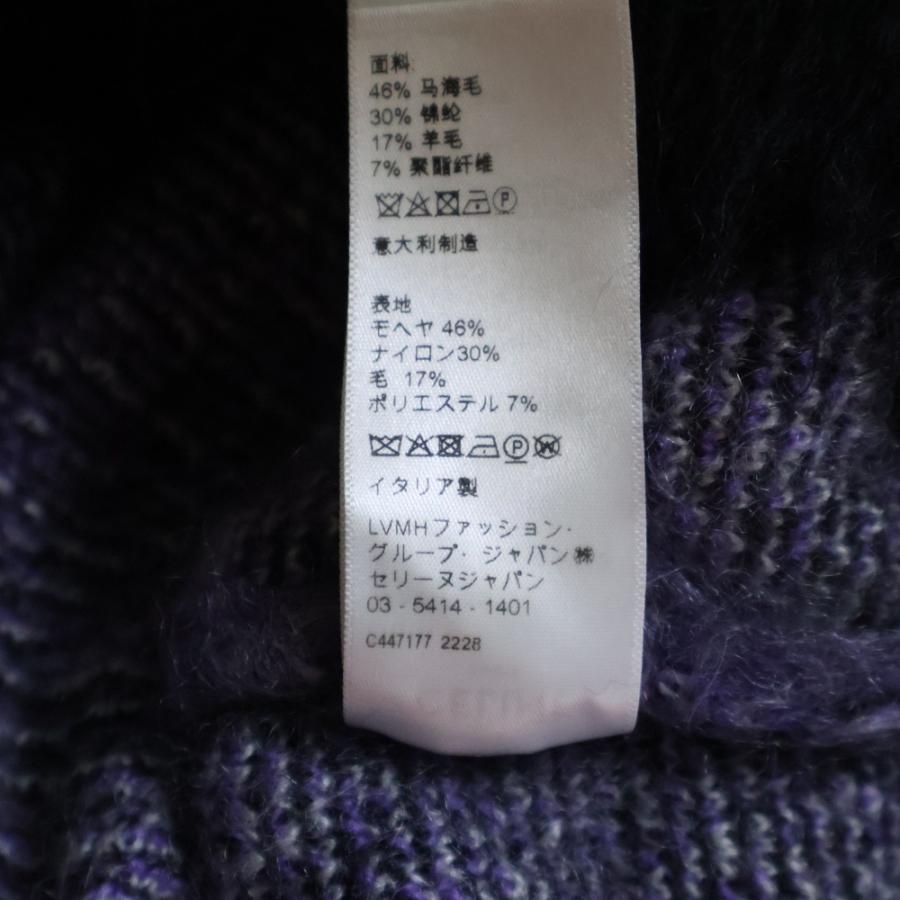 面料:
46% 马海毛
30% 锦纶
17% 羊毛
7% 聚酯纤维
P
意大利制造
表地
モヘヤ 46%
ナイロン30%
毛 17%
ポリエステル 7%
P W
イタリア製
LVMHファッション・
グループ・ジャパン㈱
セリーヌジャパン
03 - 5414 - 1401
C447177 2228